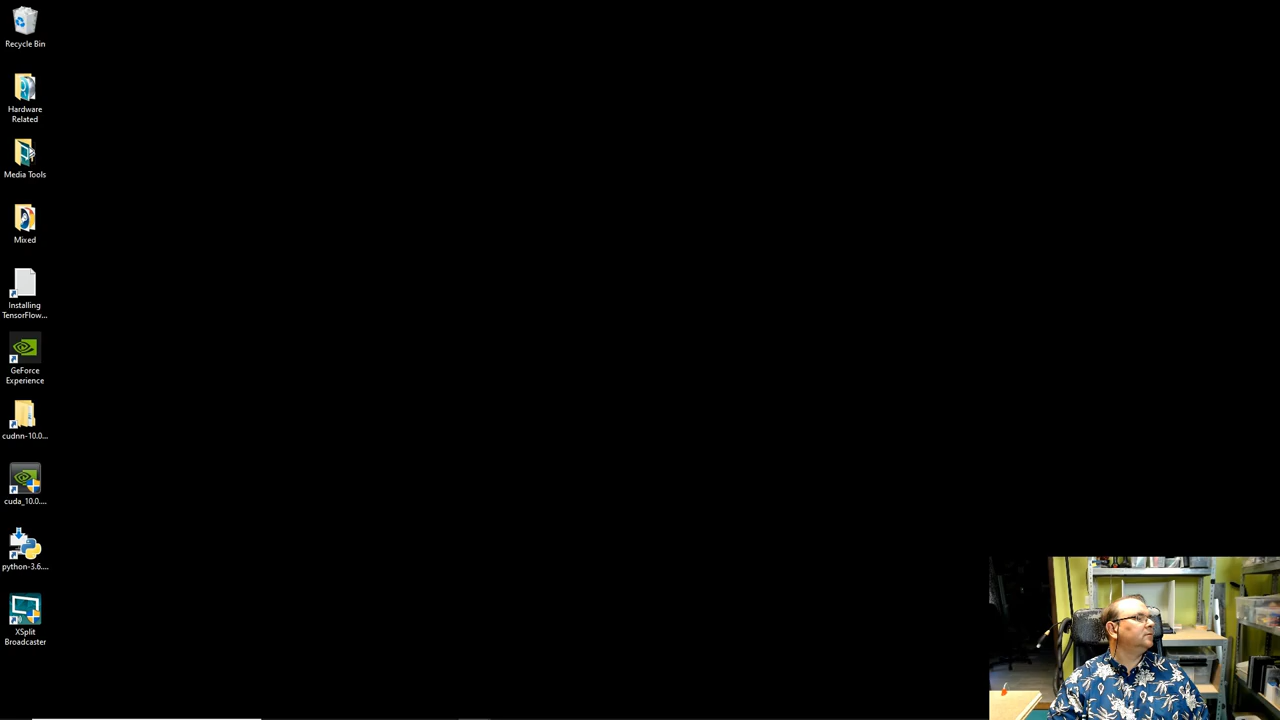 Recycle Bin
Hardware
Related
Media Tools
Mixed
Installing
TensorFlow...
GeForce
Experience
cudnn-10.0...
cuda_10.0....
python-3.6....
XSplit
Broadcaster